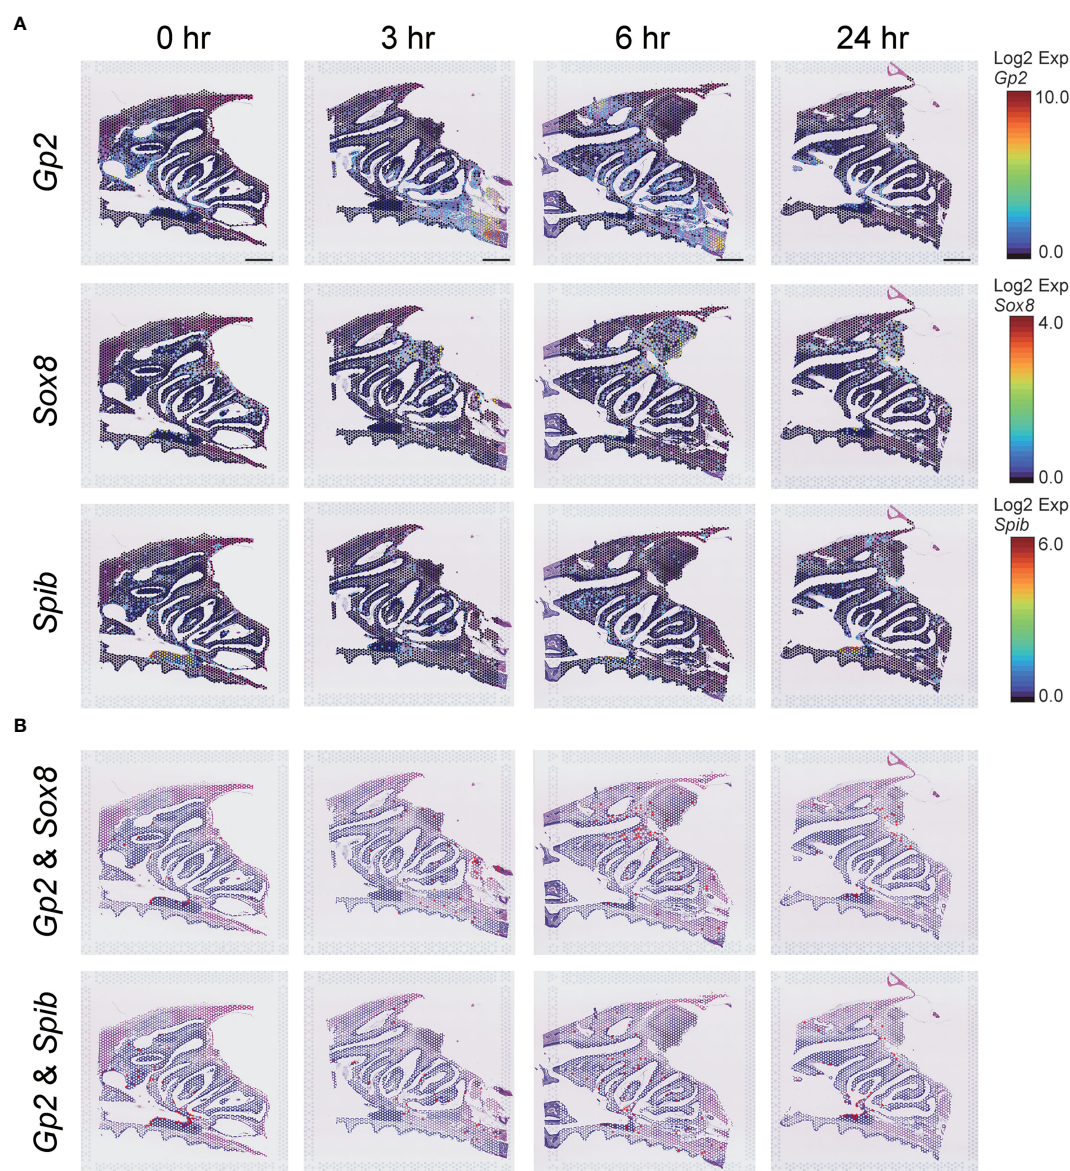 A
0 hr
3 hr
6 hr
24 hr
Gp2
Log2 Exp
Gp2
10.0
0.0
Sox8
Log2 Exp
Sox8
4.0
0.0
Spib
Log2 Exp
Spib
6.0
0.0
B
Gp2 & Sox8
Gp2 & Spib